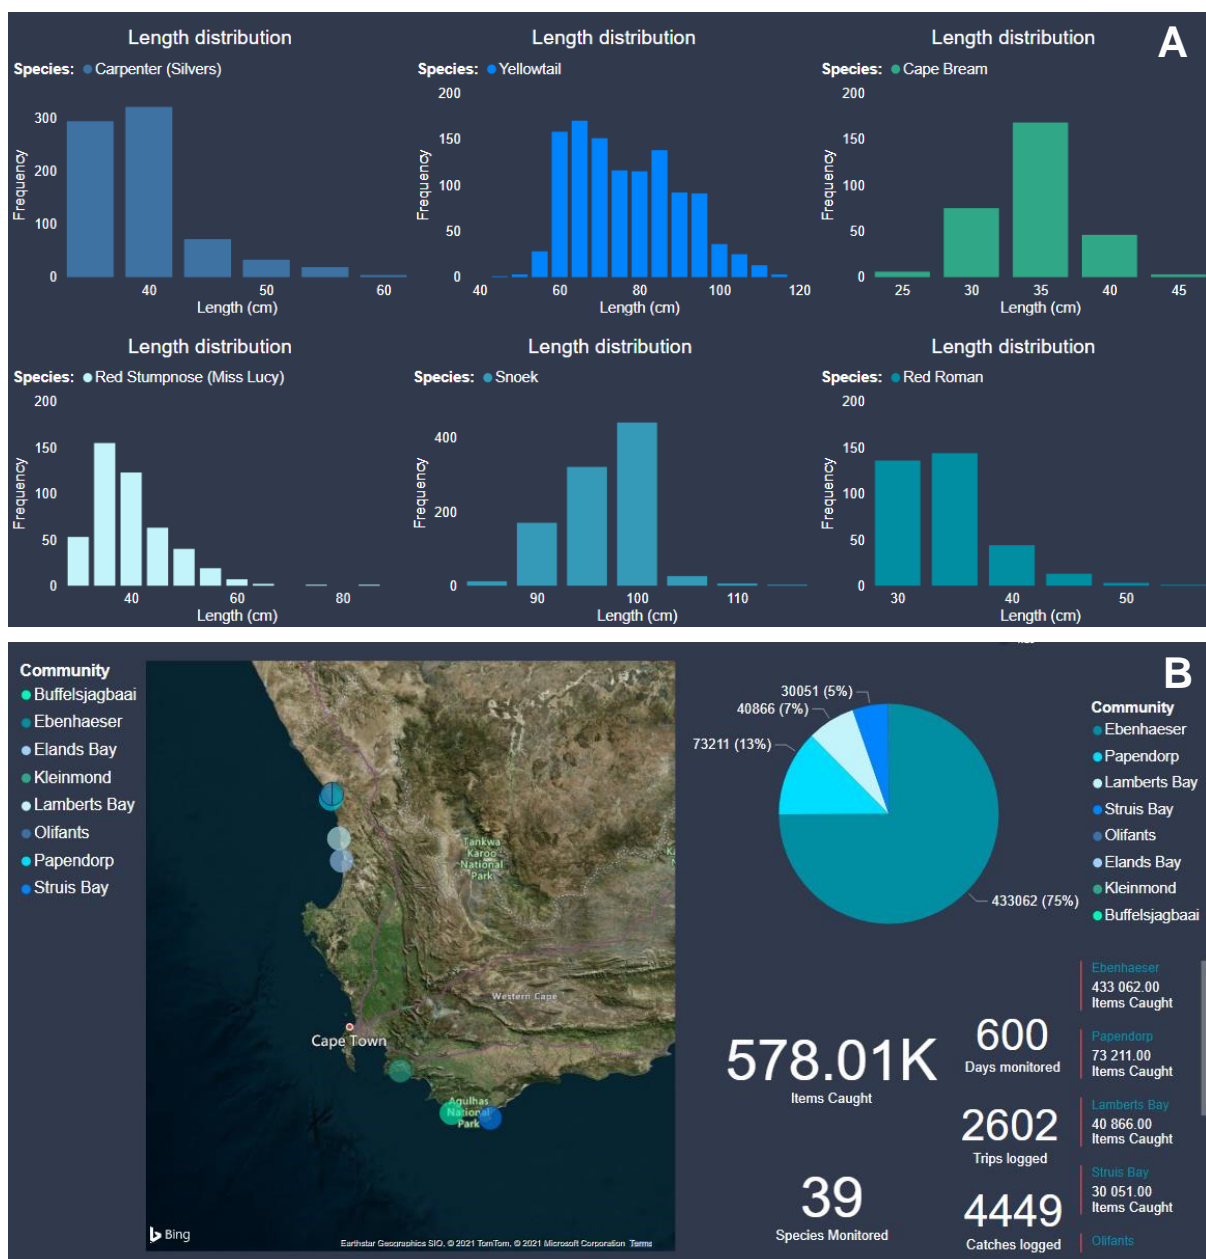 A
Length distribution
Species: Carpenter (Silvers)
300
200
100
0
Frequency
40 50 60
Length (cm)
Length distribution
Species: Yellowtail
200
150
100
50
0
Frequency
40 60 80 100 120
Length (cm)
Length distribution
Species: Cape Bream
200
150
100
50
0
Frequency
25 30 35 40 45
Length (cm)
Length distribution
Species: Red Stumpnose (Miss Lucy)
200
150
100
50
0
Frequency
40 60 80
Length (cm)
Length distribution
Species: Snoek
400
200
0
Frequency
90 100 110
Length (cm)
Length distribution
Species: Red Roman
200
150
100
50
0
Frequency
30 40 50
Length (cm)
B
Community
Buffelsjagbaai
Ebenhaeser
Elands Bay
Kleinmond
Lamberts Bay
Olifants
Papendorp
Struis Bay
Tankwa
Karoo
National
Park
Western Cape
Cape Town
Agulhas
National
Park
Bing
Earthstar Geographics SIO, © 2021 TomTom, © 2021 Microsoft Corporation Terms
30051 (5%)
40866 (7%)
73211 (13%)
433062 (75%)
Community
Ebenhaeser
Papendorp
Lamberts Bay
Struis Bay
Olifants
Elands Bay
Kleinmond
Buffelsjagbaai
578.01K
Items Caught
39
Species Monitored
600
Days monitored
2602
Trips logged
4449
Catches logged
Ebenhaeser
433 062.00
Items Caught
Papendorp
73 211.00
Items Caught
Lamberts Bay
40 866.00
Items Caught
Struis Bay
30 051.00
Items Caught
Olifants